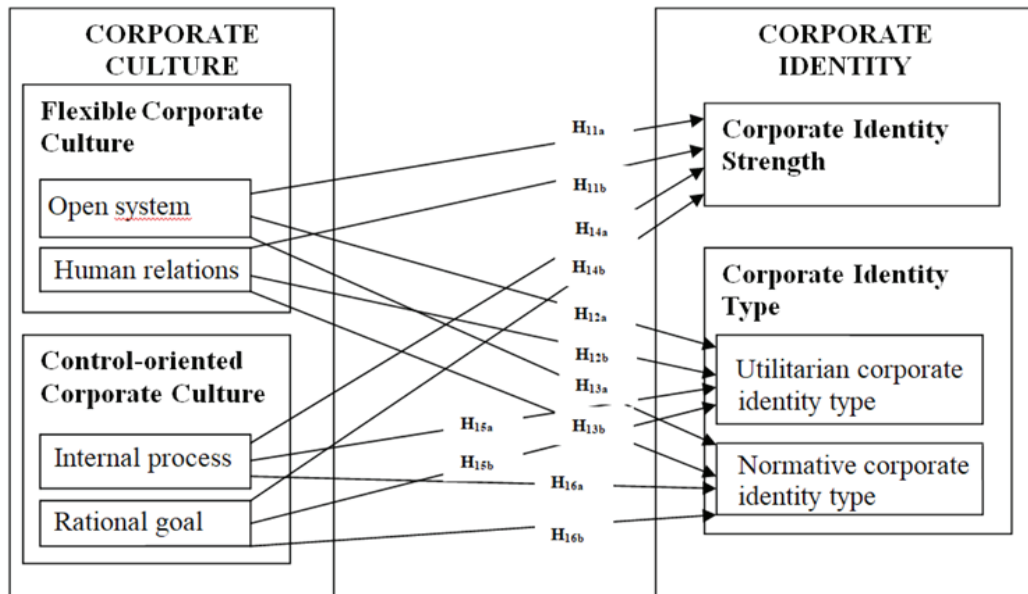 CORPORATE
CULTURE
Flexible Corporate
Culture
Open system
Human relations
Control-oriented
Corporate Culture
Internal process
Rational goal
H11a
H11b
H14a
H14b
H12a
H12b
H13a
H15a
H13b
H15b
H16a
H16b
CORPORATE
IDENTITY
Corporate Identity
Strength
Corporate Identity
Type
Utilitarian corporate
identity type
Normative corporate
identity type